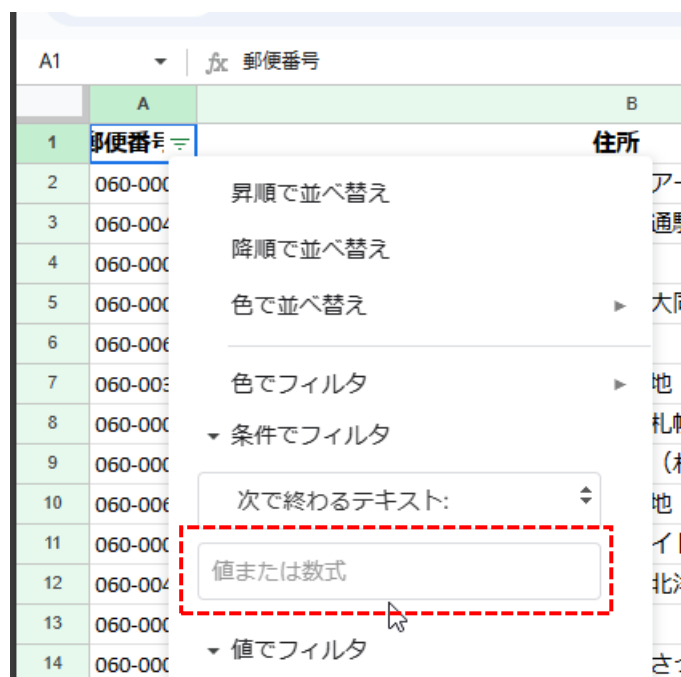 A1 fx 郵便番号
A B
1 郵便番号 住所
2 060-000
昇順で並べ替え
3 060-004
降順で並べ替え
4 060-000
5 060-000
色で並べ替え
6 060-006
7 060-003 地
色でフィルタ
8 060-000
条件でフィルタ
9 060-000
10 060-006 地
次で終わるテキスト:
11 060-000
値または数式
12 060-004
13 060-000
値でフィルタ
14 060-000